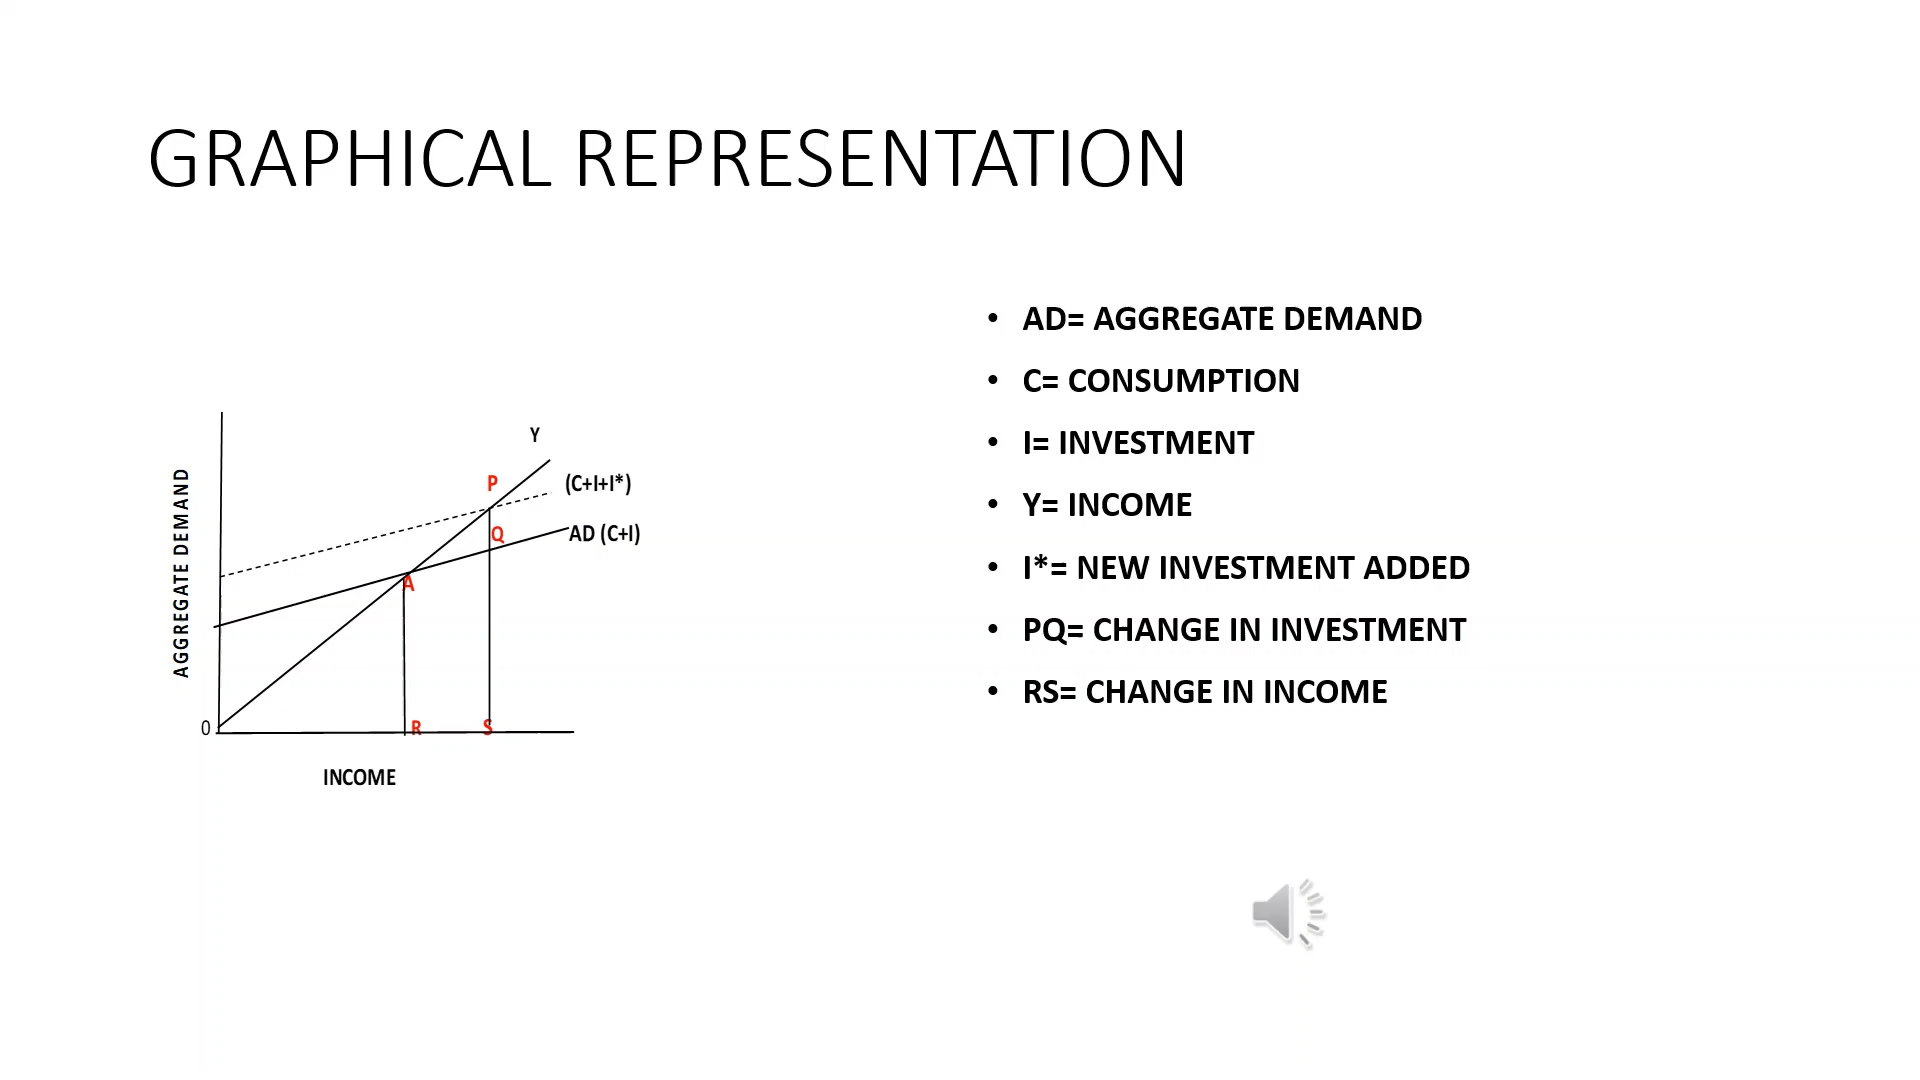 GRAPHICAL REPRESENTATION
AGGREGATE DEMAND
Y
P
(C+I+I*)
Q
AD (C+I)
A
0
R
S
INCOME
• AD= AGGREGATE DEMAND
• C= CONSUMPTION
• I= INVESTMENT
• Y= INCOME
• I*= NEW INVESTMENT ADDED
• PQ= CHANGE IN INVESTMENT
• RS= CHANGE IN INCOME